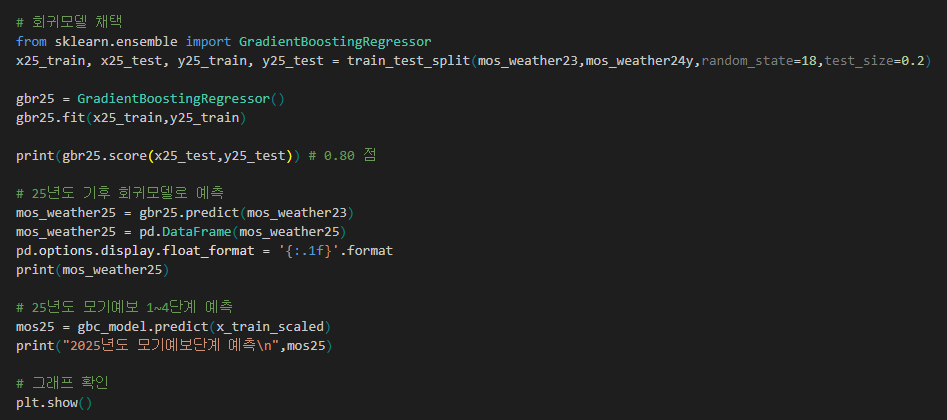 # 회귀모델 채택
from sklearn.ensemble import GradientBoostingRegressor
x25_train, x25_test, y25_train, y25_test = train_test_split(mos_weather23,mos_weather24y,random_state=18,test_size=0.2)
gbr25 = GradientBoostingRegressor()
gbr25.fit(x25_train,y25_train)
print(gbr25.score(x25_test,y25_test)) # 0.80 점
# 25년도 기후 회귀모델로 예측
mos_weather25 = gbr25.predict(mos_weather23)
mos_weather25 = pd.DataFrame(mos_weather25)
pd.options.display.float_format = '{:.1f}'.format
print(mos_weather25)
# 25년도 모기예보 1~4단계 예측
mos25 = gbc_model.predict(x_train_scaled)
print("2025년도 모기예보단계 예측\n",mos25)
# 그래프 확인
plt.show()